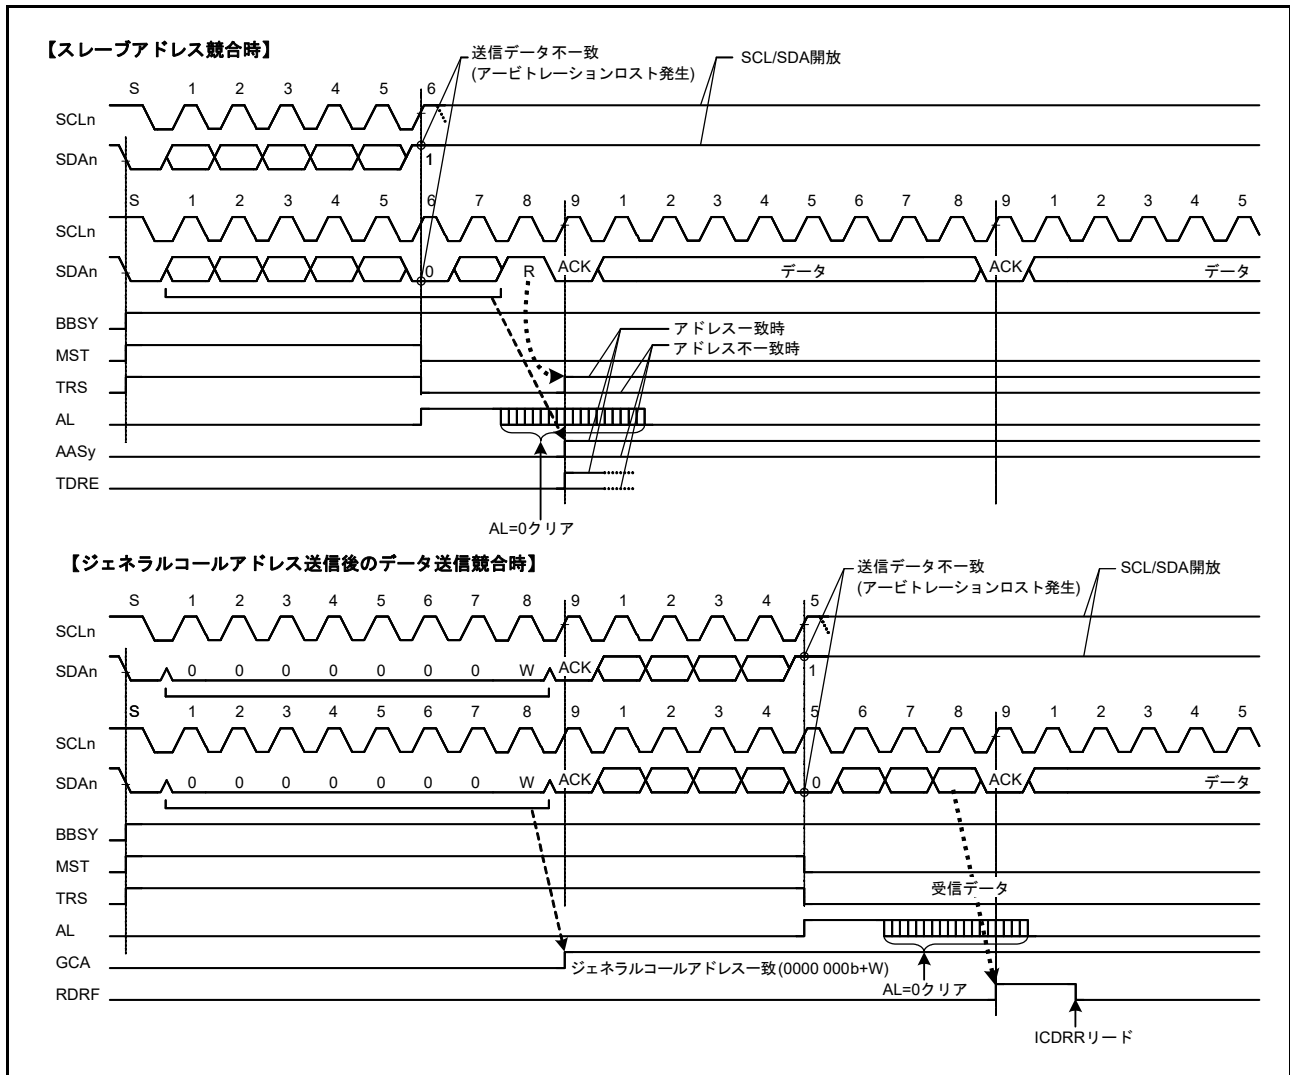 【スレーブアドレス競合時】
送信データ不一致
(アービトレーションロスト発生)
SCL/SDA開放
S 1 2 3 4 5 6
SCLn
SDAn
1
S 1 2 3 4 5 6 7 8 9 1 2 3 4 5 6 7 8 9 1 2 3 4 5
SCLn
SDAn
0 R ACK データ ACK データ
BBSY
アドレス一致時
MST
アドレス不一致時
TRS
AL
AASy
TDRE
AL=0クリア
【ジェネラルコールアドレス送信後のデータ送信競合時】
送信データ不一致
(アービトレーションロスト発生)
SCL/SDA開放
S 1 2 3 4 5 6 7 8 9 1 2 3 4 5
SCLn
SDAn
0 0 0 0 0 0 0 W ACK 1
S 1 2 3 4 5 6 7 8 9 1 2 3 4 5 6 7 8 9 1 2 3 4 5
SCLn
SDAn
0 0 0 0 0 0 0 W ACK 0 ACK データ
BBSY
MST
TRS
受信データ
AL
GCA
ジェネラルコールアドレス一致(0000 000b+W)
AL=0クリア
RDRF
ICDRRリード